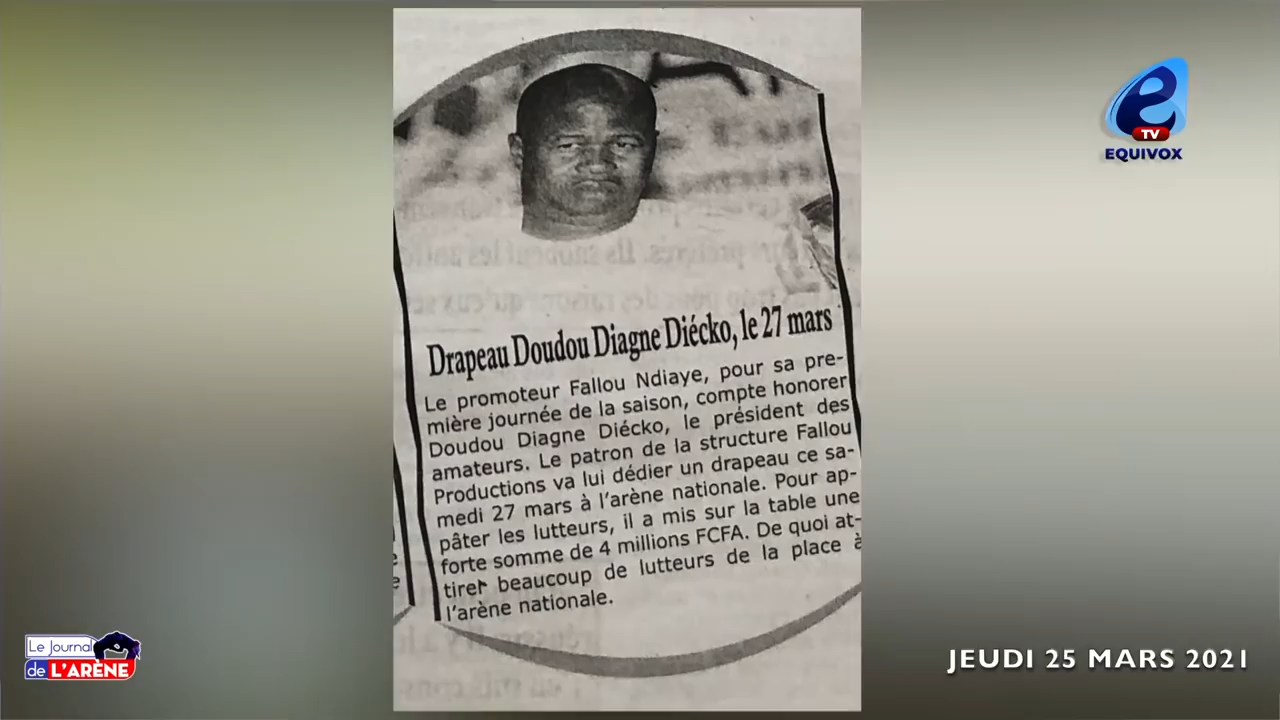 e
TV
EQUIVOX
Drapeau Doudou Diagne Diécko, le 27 mars
Le promoteur Fallou Ndiaye, pour sa pre-
mière journée de la saison, compte honorer
Doudou Diagne Diécko, le président des
amateurs. Le patron de la structure Fallou
Productions va lui dédier un drapeau ce sa-
medi 27 mars à l'arène nationale. Pour ap-
pâter les lutteurs, il a mis sur la table une
forte somme de 4 millions FCFA. De quoi at-
tirer beaucoup de lutteurs de la place à
l'arène nationale.
Le Journal
de L'ARÈNE
JEUDI 25 MARS 2021